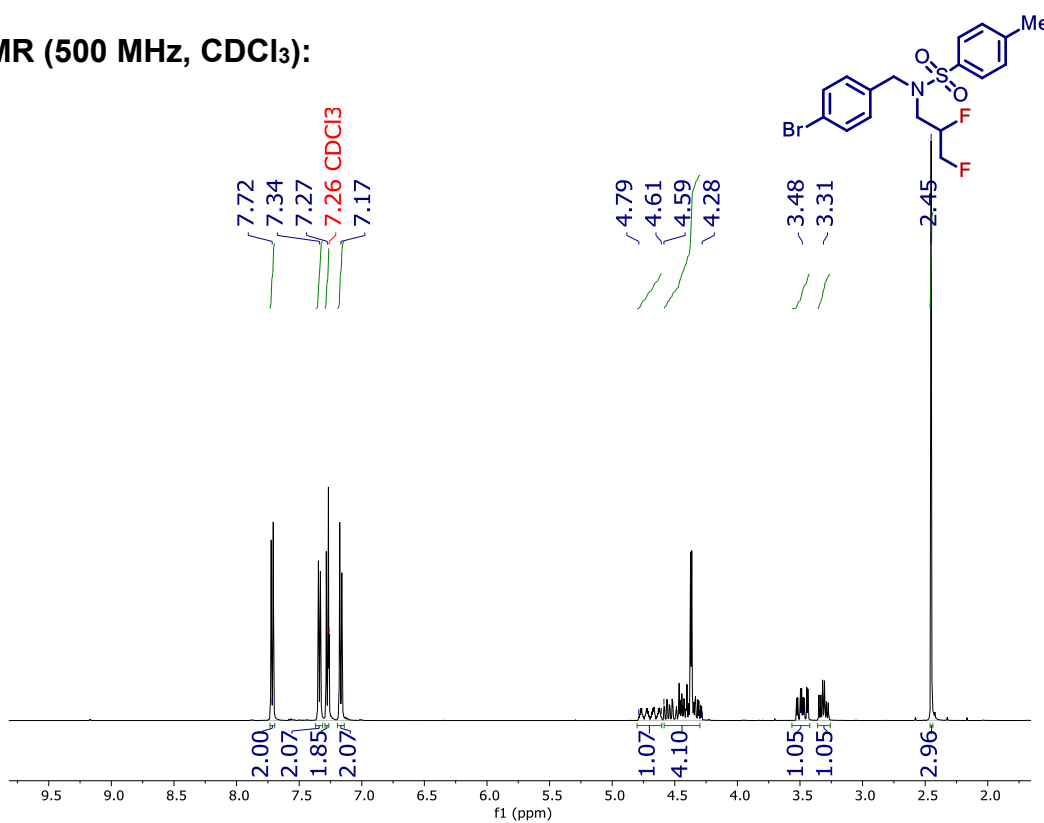 MR (500 MHz, CDCl₃):
Me
O
S
O
N
F
Br
F
7.72
7.34
7.27
7.26 CDCl3
7.17
4.79
4.61
4.59
4.28
3.48
3.31
2.45
2.00
2.07
1.85
2.07
1.07
4.10
1.05
1.05
2.96
9.5 9.0 8.5 8.0 7.5 7.0 6.5 6.0 5.5 5.0 4.5 4.0 3.5 3.0 2.5 2.0
f1 (ppm)